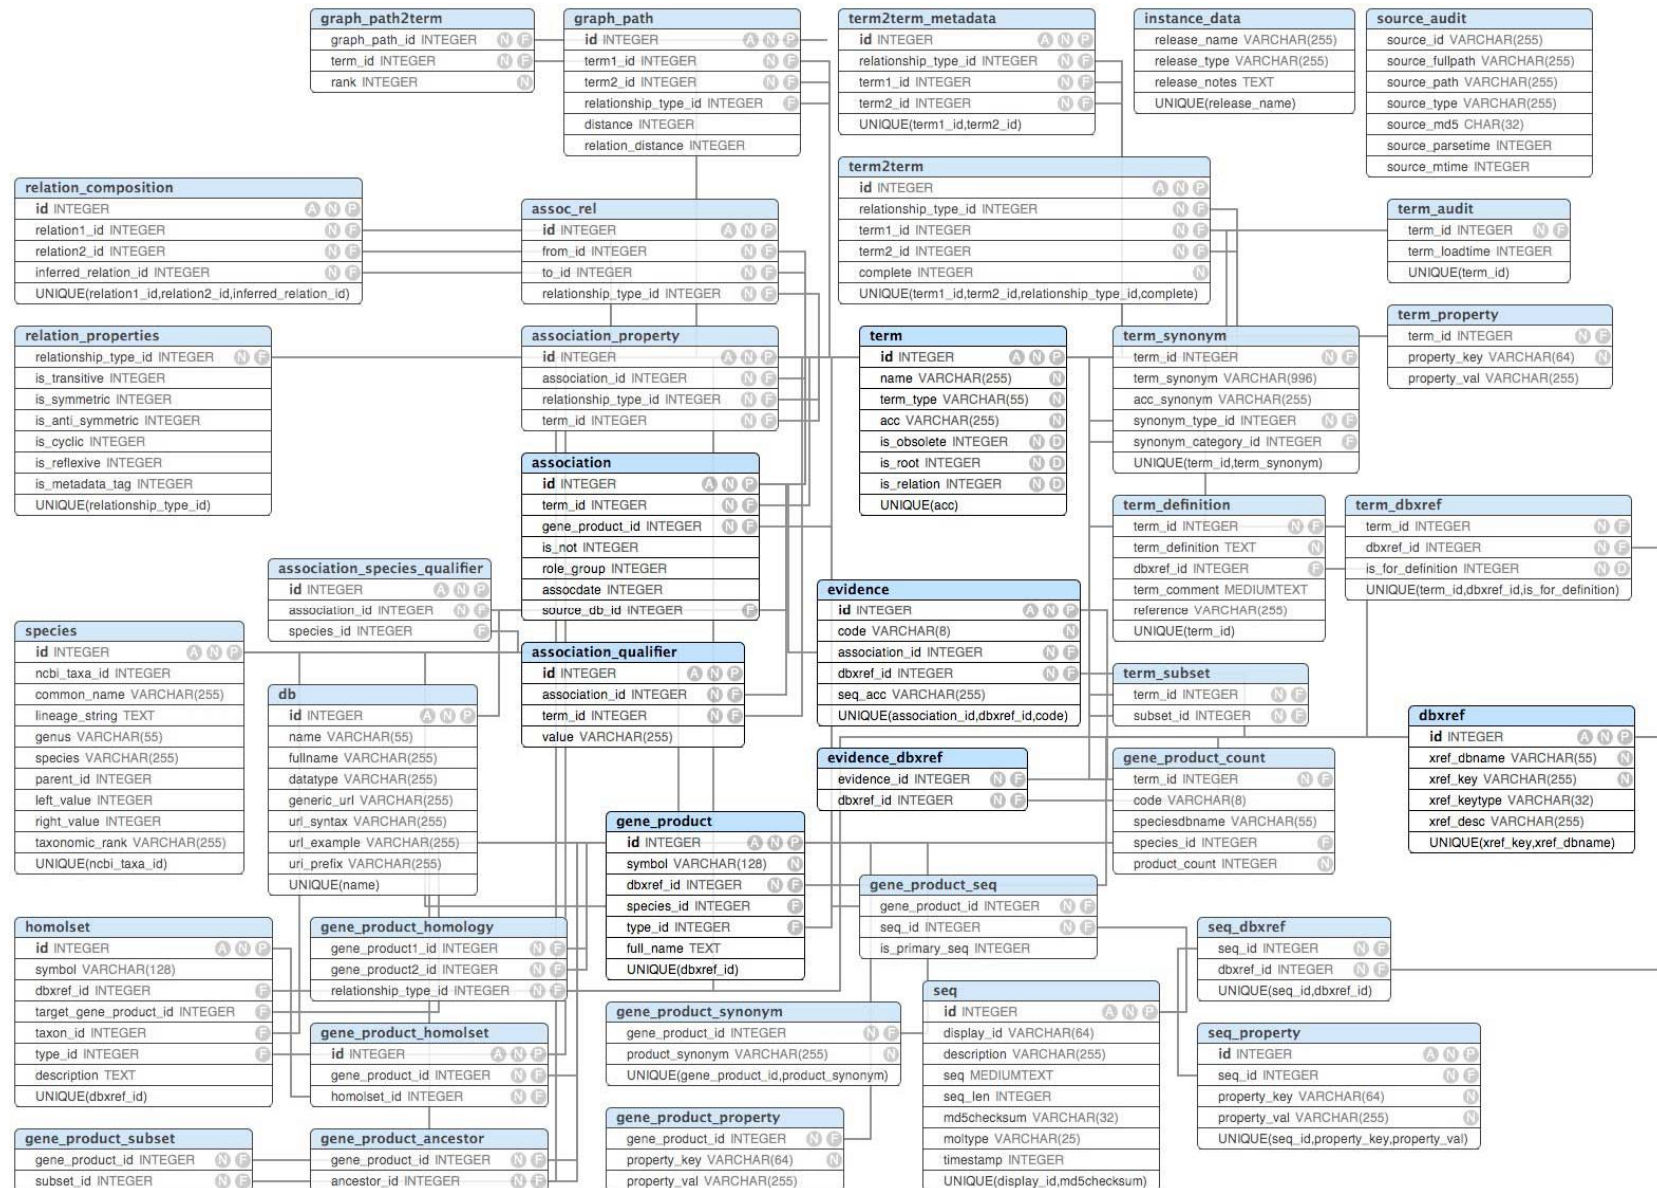 graph_path2term
graph_path_id INTEGER N F
term_id INTEGER N F
rank INTEGER N
graph_path
id INTEGER A N P
term1_id INTEGER N F
term2_id INTEGER N F
relationship_type_id INTEGER F
distance INTEGER
relation_distance INTEGER
term2term_metadata
id INTEGER A N P
relationship_type_id INTEGER N F
term1_id INTEGER N F
term2_id INTEGER N F
UNIQUE(term1_id,term2_id)
instance_data
release_name VARCHAR(255)
release_type VARCHAR(255)
release_notes TEXT
UNIQUE(release_name)
source_audit
source_id VARCHAR(255)
source_fullpath VARCHAR(255)
source_path VARCHAR(255)
source_type VARCHAR(255)
source_md5 CHAR(32)
source_parsetime INTEGER
source_mtime INTEGER
relation_composition
id INTEGER A N P
relation1_id INTEGER N F
relation2_id INTEGER N F
inferred_relation_id INTEGER N F
UNIQUE(relation1_id,relation2_id,inferred_relation_id)
assoc_rel
id INTEGER A N P
from_id INTEGER N F
to_id INTEGER N F
relationship_type_id INTEGER N F
term2term
id INTEGER A N P
relationship_type_id INTEGER N F
term1_id INTEGER N F
term2_id INTEGER N F
complete INTEGER N
UNIQUE(term1_id,term2_id,relationship_type_id,complete)
term_audit
term_id INTEGER N F
term_loadtime INTEGER
UNIQUE(term_id)
relation_properties
relationship_type_id INTEGER N F
is_transitive INTEGER
is_symmetric INTEGER
is_anti_symmetric INTEGER
is_cyclic INTEGER
is_reflexive INTEGER
is_metadata_tag INTEGER
UNIQUE(relationship_type_id)
association_property
id INTEGER A N P
association_id INTEGER N F
relationship_type_id INTEGER N F
term_id INTEGER N F
term
id INTEGER A N P
name VARCHAR(255) N
term_type VARCHAR(55) N
acc VARCHAR(255) N
is_obsolete INTEGER N D
is_root INTEGER N D
is_relation INTEGER N D
UNIQUE(acc)
term_synonym
term_id INTEGER N F
term_synonym VARCHAR(996)
acc_synonym VARCHAR(255)
synonym_type_id INTEGER N F
synonym_category_id INTEGER F
UNIQUE(term_id,term_synonym)
term_property
term_id INTEGER N F
property_key VARCHAR(64) N
property_val VARCHAR(255)
association
id INTEGER A N P
term_id INTEGER N F
gene_product_id INTEGER N F
is_not INTEGER
role_group INTEGER
assocdate INTEGER
source_db_id INTEGER F
term_definition
term_id INTEGER N F
term_definition TEXT N
dbxref_id INTEGER F
term_comment MEDIUMTEXT
reference VARCHAR(255)
UNIQUE(term_id)
term_dbxref
term_id INTEGER N F
dbxref_id INTEGER N F
is_for_definition INTEGER N D
UNIQUE(term_id,dbxref_id,is_for_definition)
association_species_qualifier
id INTEGER A N P
association_id INTEGER N F
species_id INTEGER F
evidence
id INTEGER A N P
code VARCHAR(8) N
association_id INTEGER N F
dbxref_id INTEGER N F
seq_acc VARCHAR(255)
UNIQUE(association_id,dbxref_id,code)
species
id INTEGER A N P
ncbi_taxa_id INTEGER
common_name VARCHAR(255)
lineage_string TEXT
genus VARCHAR(55)
species VARCHAR(255)
parent_id INTEGER
left_value INTEGER
right_value INTEGER
taxonomic_rank VARCHAR(255)
UNIQUE(ncbi_taxa_id)
association_qualifier
id INTEGER A N P
association_id INTEGER N F
term_id INTEGER N F
value VARCHAR(255)
term_subset
term_id INTEGER N F
subset_id INTEGER N F
db
id INTEGER A N P
name VARCHAR(55)
fullname VARCHAR(255)
datatype VARCHAR(255)
generic_url VARCHAR(255)
url_syntax VARCHAR(255)
url_example VARCHAR(255)
uri_prefix VARCHAR(255)
UNIQUE(name)
dbxref
id INTEGER A N P
xref_dbname VARCHAR(55) N
xref_key VARCHAR(255) N
xref_keytype VARCHAR(32)
xref_desc VARCHAR(255)
UNIQUE(xref_key,xref_dbname)
evidence_dbxref
evidence_id INTEGER N F
dbxref_id INTEGER N F
gene_product_count
term_id INTEGER N F
code VARCHAR(8)
speciesdbname VARCHAR(55)
species_id INTEGER F
product_count INTEGER N
gene_product
id INTEGER A N P
symbol VARCHAR(128) N
dbxref_id INTEGER N F
species_id INTEGER F
type_id INTEGER F
full_name TEXT
UNIQUE(dbxref_id)
gene_product_seq
gene_product_id INTEGER N F
seq_id INTEGER N F
is_primary_seq INTEGER
homolset
id INTEGER A N P
symbol VARCHAR(128)
dbxref_id INTEGER F
target_gene_product_id INTEGER F
taxon_id INTEGER F
type_id INTEGER F
description TEXT
UNIQUE(dbxref_id)
gene_product_homology
gene_product1_id INTEGER N F
gene_product2_id INTEGER N F
relationship_type_id INTEGER N F
seq_dbxref
seq_id INTEGER N F
dbxref_id INTEGER N F
UNIQUE(seq_id,dbxref_id)
seq
id INTEGER A N P
display_id VARCHAR(64)
description VARCHAR(255)
seq MEDIUMTEXT
seq_len INTEGER
md5checksum VARCHAR(32)
moltype VARCHAR(25)
timestamp INTEGER
UNIQUE(display_id,md5checksum)
gene_product_synonym
gene_product_id INTEGER N F
product_synonym VARCHAR(255) N
UNIQUE(gene_product_id,product_synonym)
gene_product_homolset
id INTEGER A N P
gene_product_id INTEGER N F
homolset_id INTEGER N F
seq_property
id INTEGER A N P
seq_id INTEGER N F
property_key VARCHAR(64) N
property_val VARCHAR(255) N
UNIQUE(seq_id,property_key,property_val)
gene_product_property
gene_product_id INTEGER N F
property_key VARCHAR(64) N
property_val VARCHAR(255)
gene_product_subset
gene_product_id INTEGER N F
subset_id INTEGER N F
gene_product_ancestor
gene_product_id INTEGER N F
ancestor_id INTEGER N F